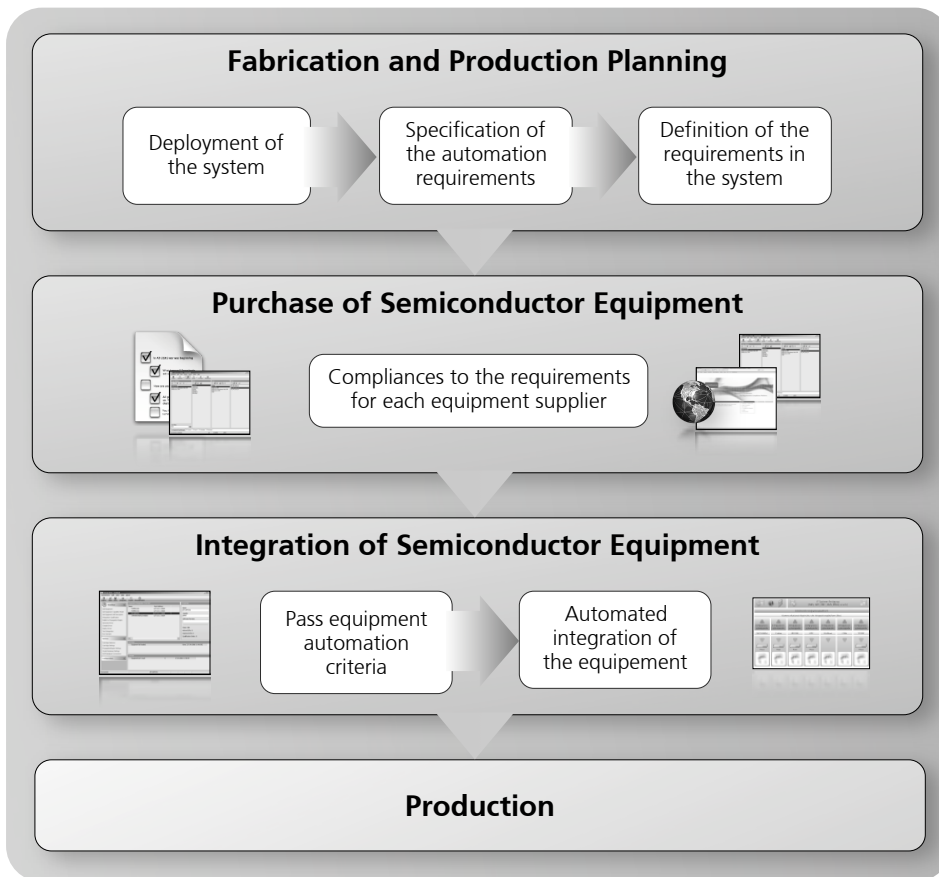 Fabrication and Production Planning
Deployment of
the system
Specification of
the automation
requirements
Definition of the
requirements in
the system
Purchase of Semiconductor Equipment
Compliances to the requirements
for each equipment supplier
Integration of Semiconductor Equipment
Pass equipment
automation
criteria
Automated
integration of
the equipement
Production